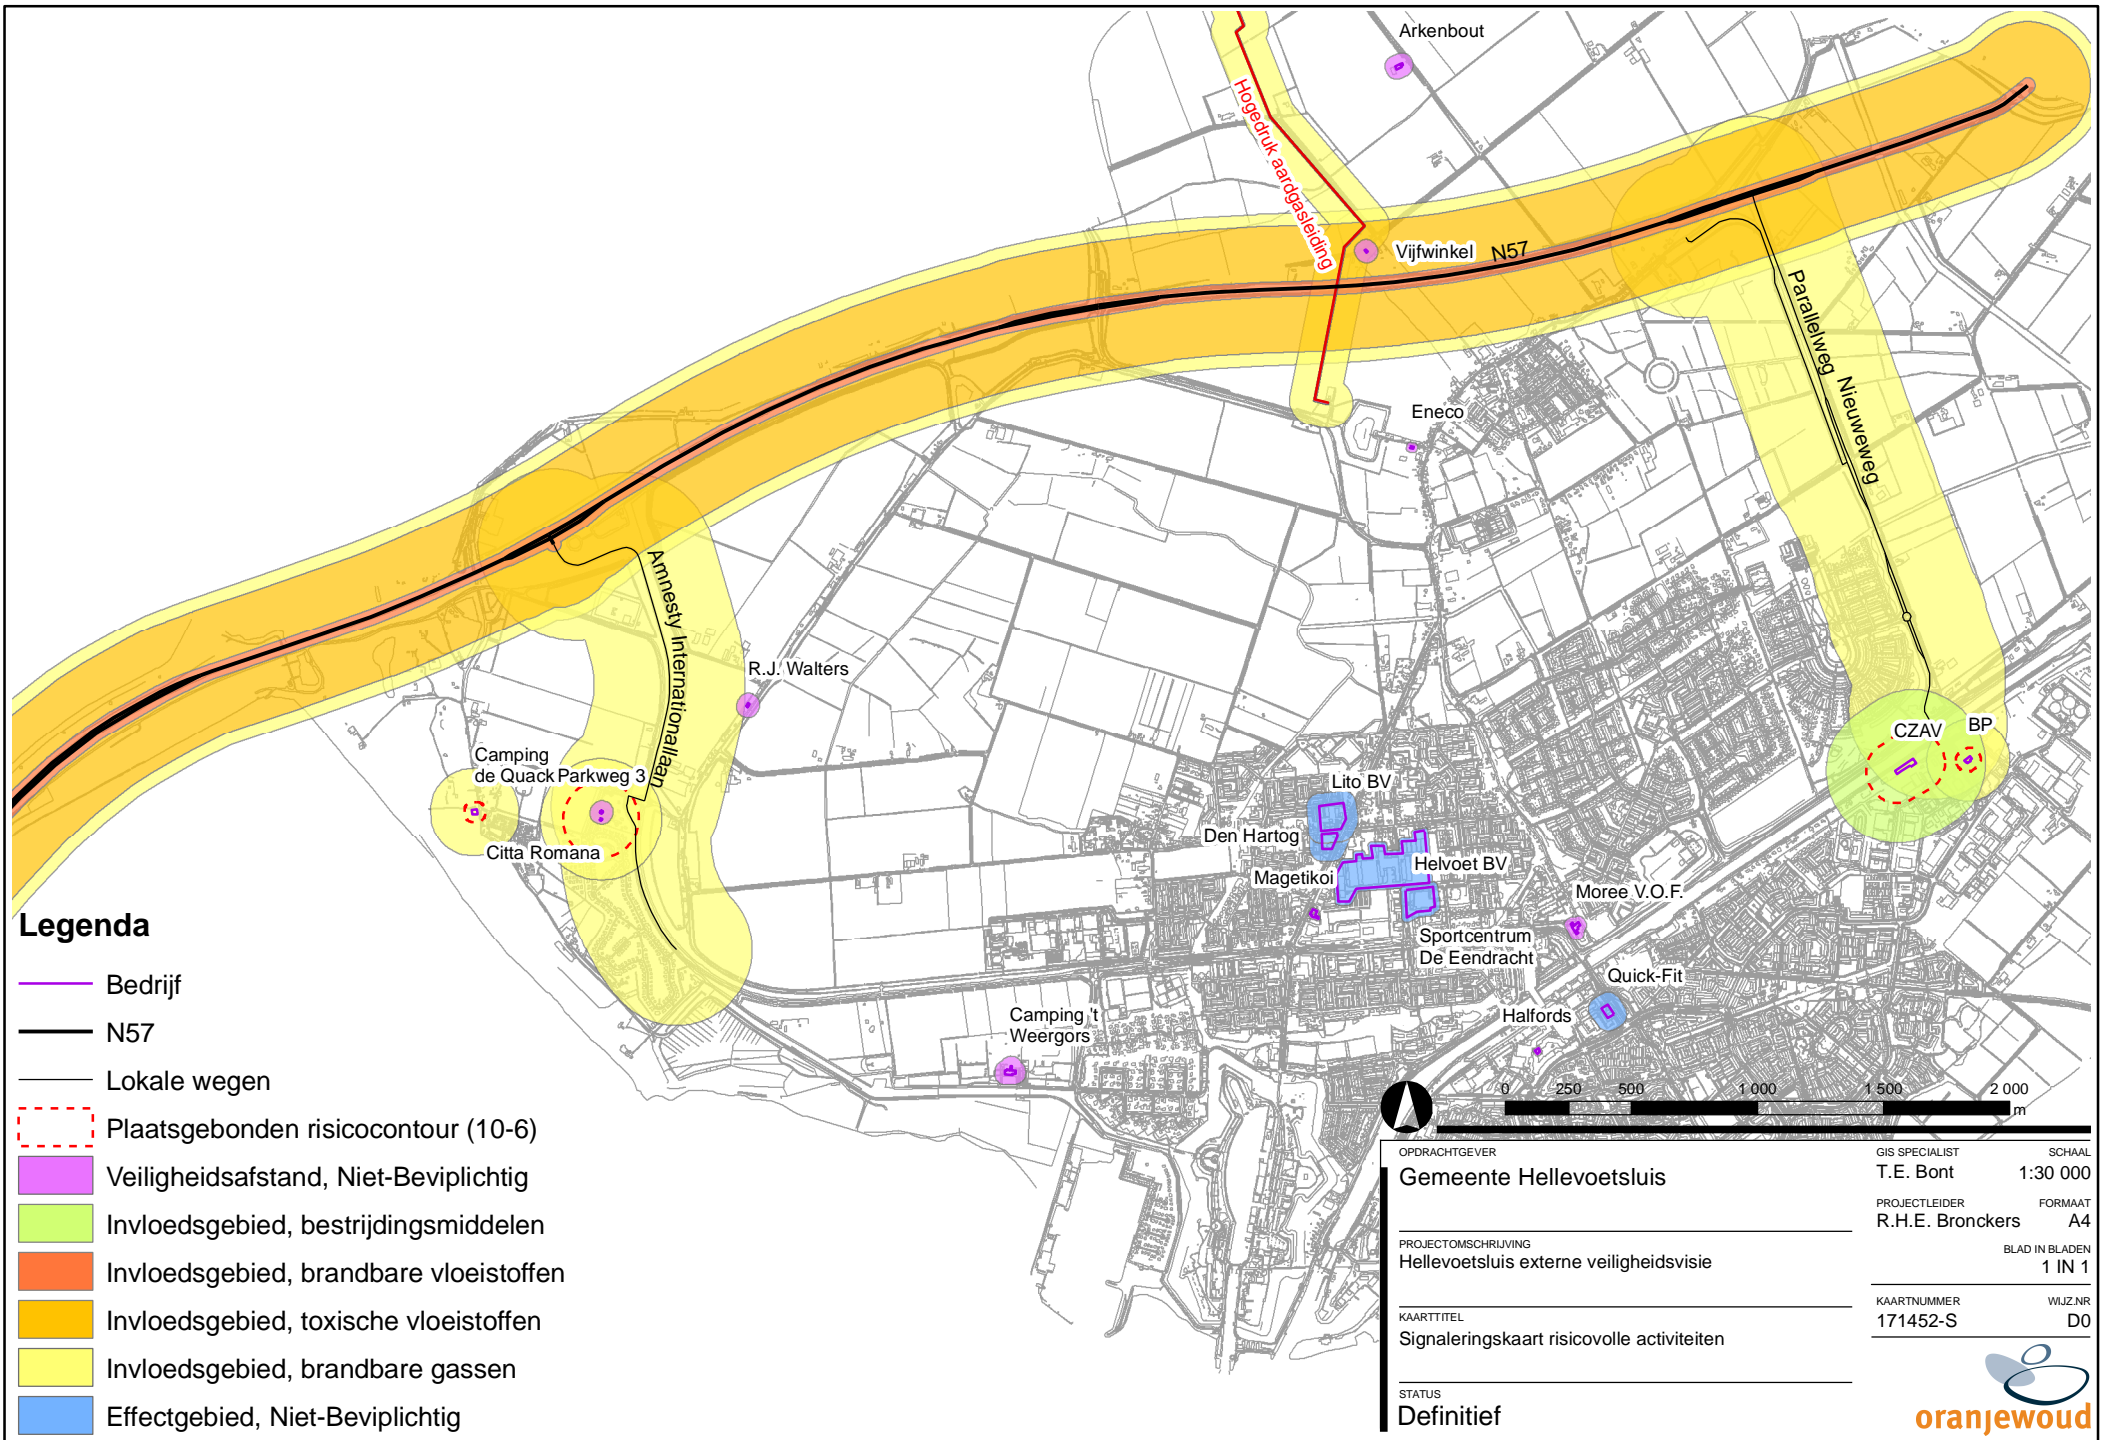 Arkenbout
Hogedruk aardgasleiding
Vijfwinkel
N57
Parallelweg
Nieuweweg
Eneco
Amnesty Internationallaan
R.J. Walters
Camping
de Quack
Parkweg 3
Citta Romana
CZAV
BP
Lito BV
Den Hartog
Helvoet BV
Magetikoi
Moree V.O.F.
Sportcentrum
De Eendracht
Quick-Fit
Halfords
Camping 't
Weergors
Legenda
Bedrijf
N57
Lokale wegen
Plaatsgebonden risicocontour (10-6)
Veiligheidsafstand, Niet-Beviplichtig
Invloedsgebied, bestrijdingsmiddelen
Invloedsgebied, brandbare vloeistoffen
Invloedsgebied, toxische vloeistoffen
Invloedsgebied, brandbare gassen
Effectgebied, Niet-Beviplichtig
0 250 500 1 000 1 500 2 000
m
OPDRACHTGEVER
Gemeente Hellevoetsluis
PROJECTOMSCHRIJVING
Hellevoetsluis externe veiligheidsvisie
KAARTTITEL
Signaleringskaart risicovolle activiteiten
STATUS
Definitief
GIS SPECIALIST SCHAAL
T.E. Bont 1:30 000
PROJECTLEIDER FORMAAT
R.H.E. Bronckers A4
BLAD IN BLADEN
1 IN 1
KAARTNUMMER WIJZ.NR
171452-S D0
oranjewoud